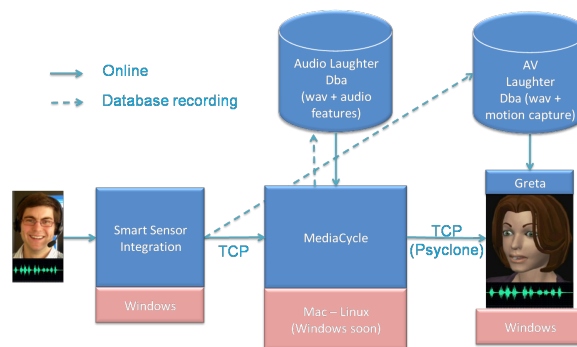 Online
Database recording
Audio Laughter
Dba
(wav + audio
features)
AV
Laughter
Dba (wav +
motion capture)
Smart Sensor
Integration
Windows
TCP
MediaCycle
Mac – Linux
(Windows soon)
TCP
(Psyclone)
Greta
Windows